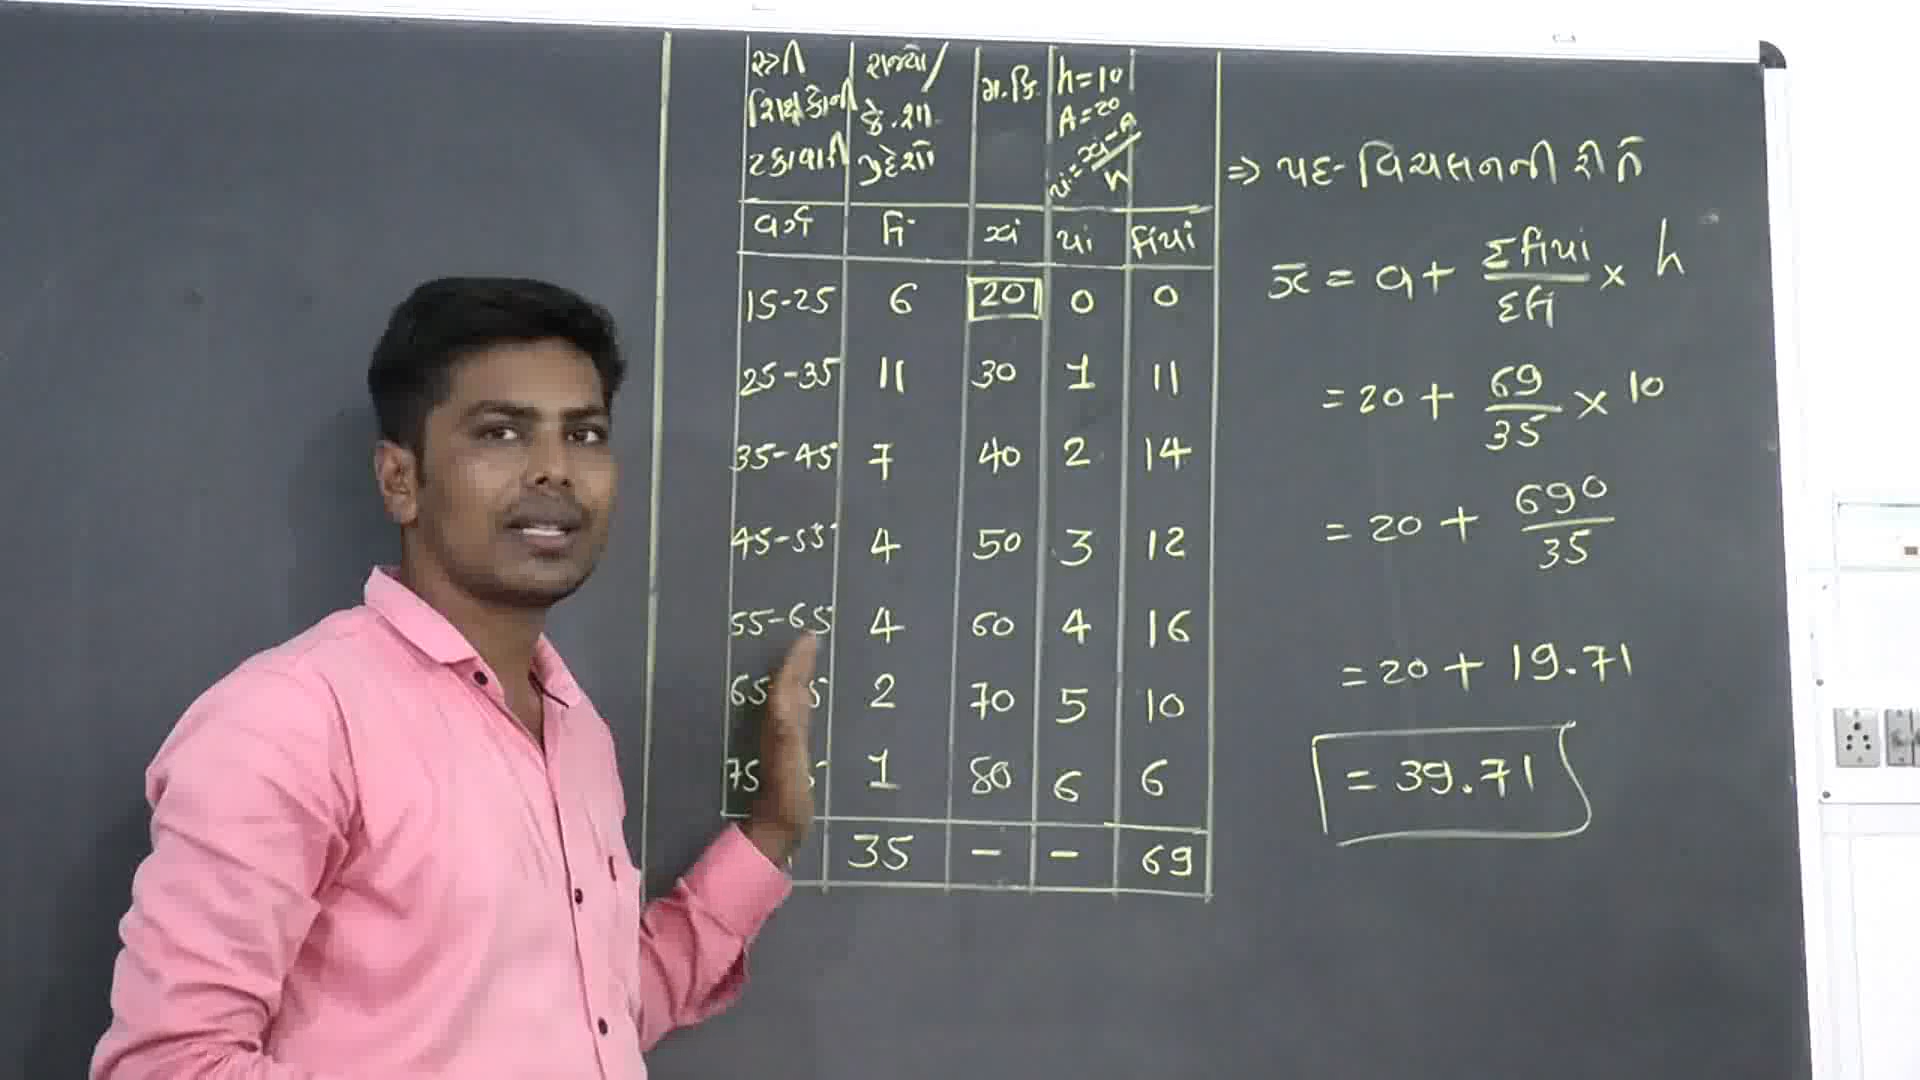 સ્ત્રી રાજ્યો/ મ.કિ. h=10
શિક્ષકોની કે.શા. A=20
ટકાવારી પ્રદેશો ui=xi-A/h
વર્ગ fi xi ui fiui
15-25 6 20 0 0
25-35 11 30 1 11
35-45 7 40 2 14
45-55 4 50 3 12
55-65 4 60 4 16
65- 5 2 70 5 10
75 1 80 6 6
35 - - 69
⇒ પદ-વિચલનની રીત
x̄ = a + Σfiui/Σfi × h
= 20 + 69/35 × 10
= 20 + 690/35
= 20 + 19.71
= 39.71